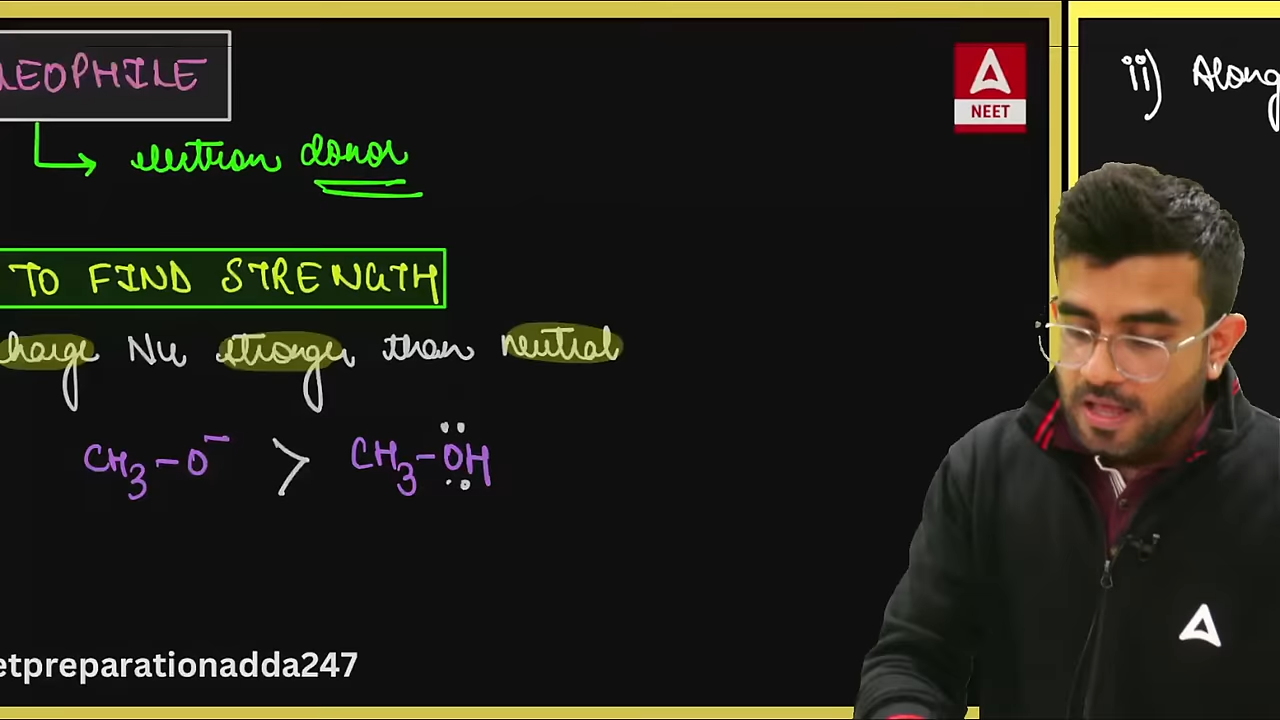 LEOPHILE
electron donor
TO FIND STRENGTH
harge Nu stronger than neutral
CH3-O⁻ > CH3-ÖH
NEET
ii) Along
etpreparationadda247